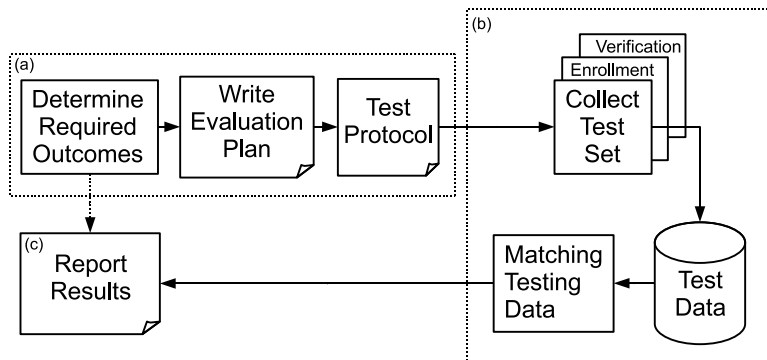 (a)
Determine
Required
Outcomes
Write
Evaluation
Plan
Test
Protocol
(b)
Verification
Enrollment
Collect
Test
Set
Test
Data
Matching
Testing
Data
(c)
Report
Results